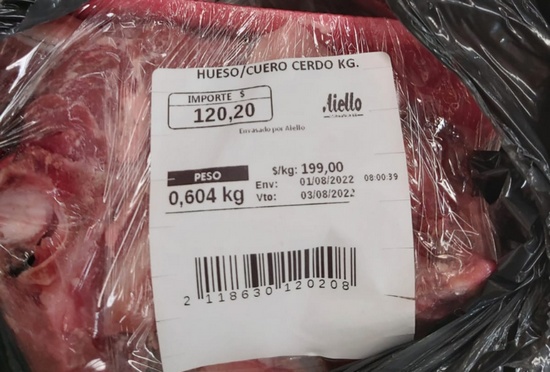 HUESO/CUERO CERDO KG.
IMPORTE $
120,20
Aiello
Envasado por Aiello
PESO
0,604 kg
$/kg: 199,00
Env: 01/08/2022 08:00:39
Vto: 03/08/2022
2 118630 120208